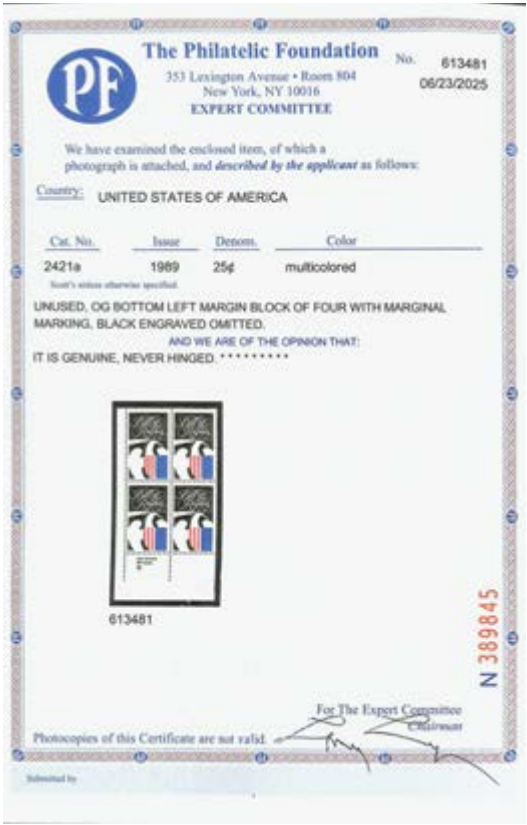 PF
The Philatelic Foundation
No. 613481
353 Lexington Avenue • Room 804
New York, NY 10016
06/23/2025
EXPERT COMMITTEE
We have examined the enclosed item, of which a
photograph is attached, and described by the applicant as follows:
Country: UNITED STATES OF AMERICA
Cat. No. Issue Denom. Color
2421a 1989 25¢ multicolored
Scott's unless otherwise specified.
UNUSED, OG BOTTOM LEFT MARGIN BLOCK OF FOUR WITH MARGINAL
MARKING, BLACK ENGRAVED OMITTED.
AND WE ARE OF THE OPINION THAT:
IT IS GENUINE, NEVER HINGED. * * * * * * * * *
613481
N 389845
For The Expert Committee
Chairman
Photocopies of this Certificate are not valid.
Submitted by